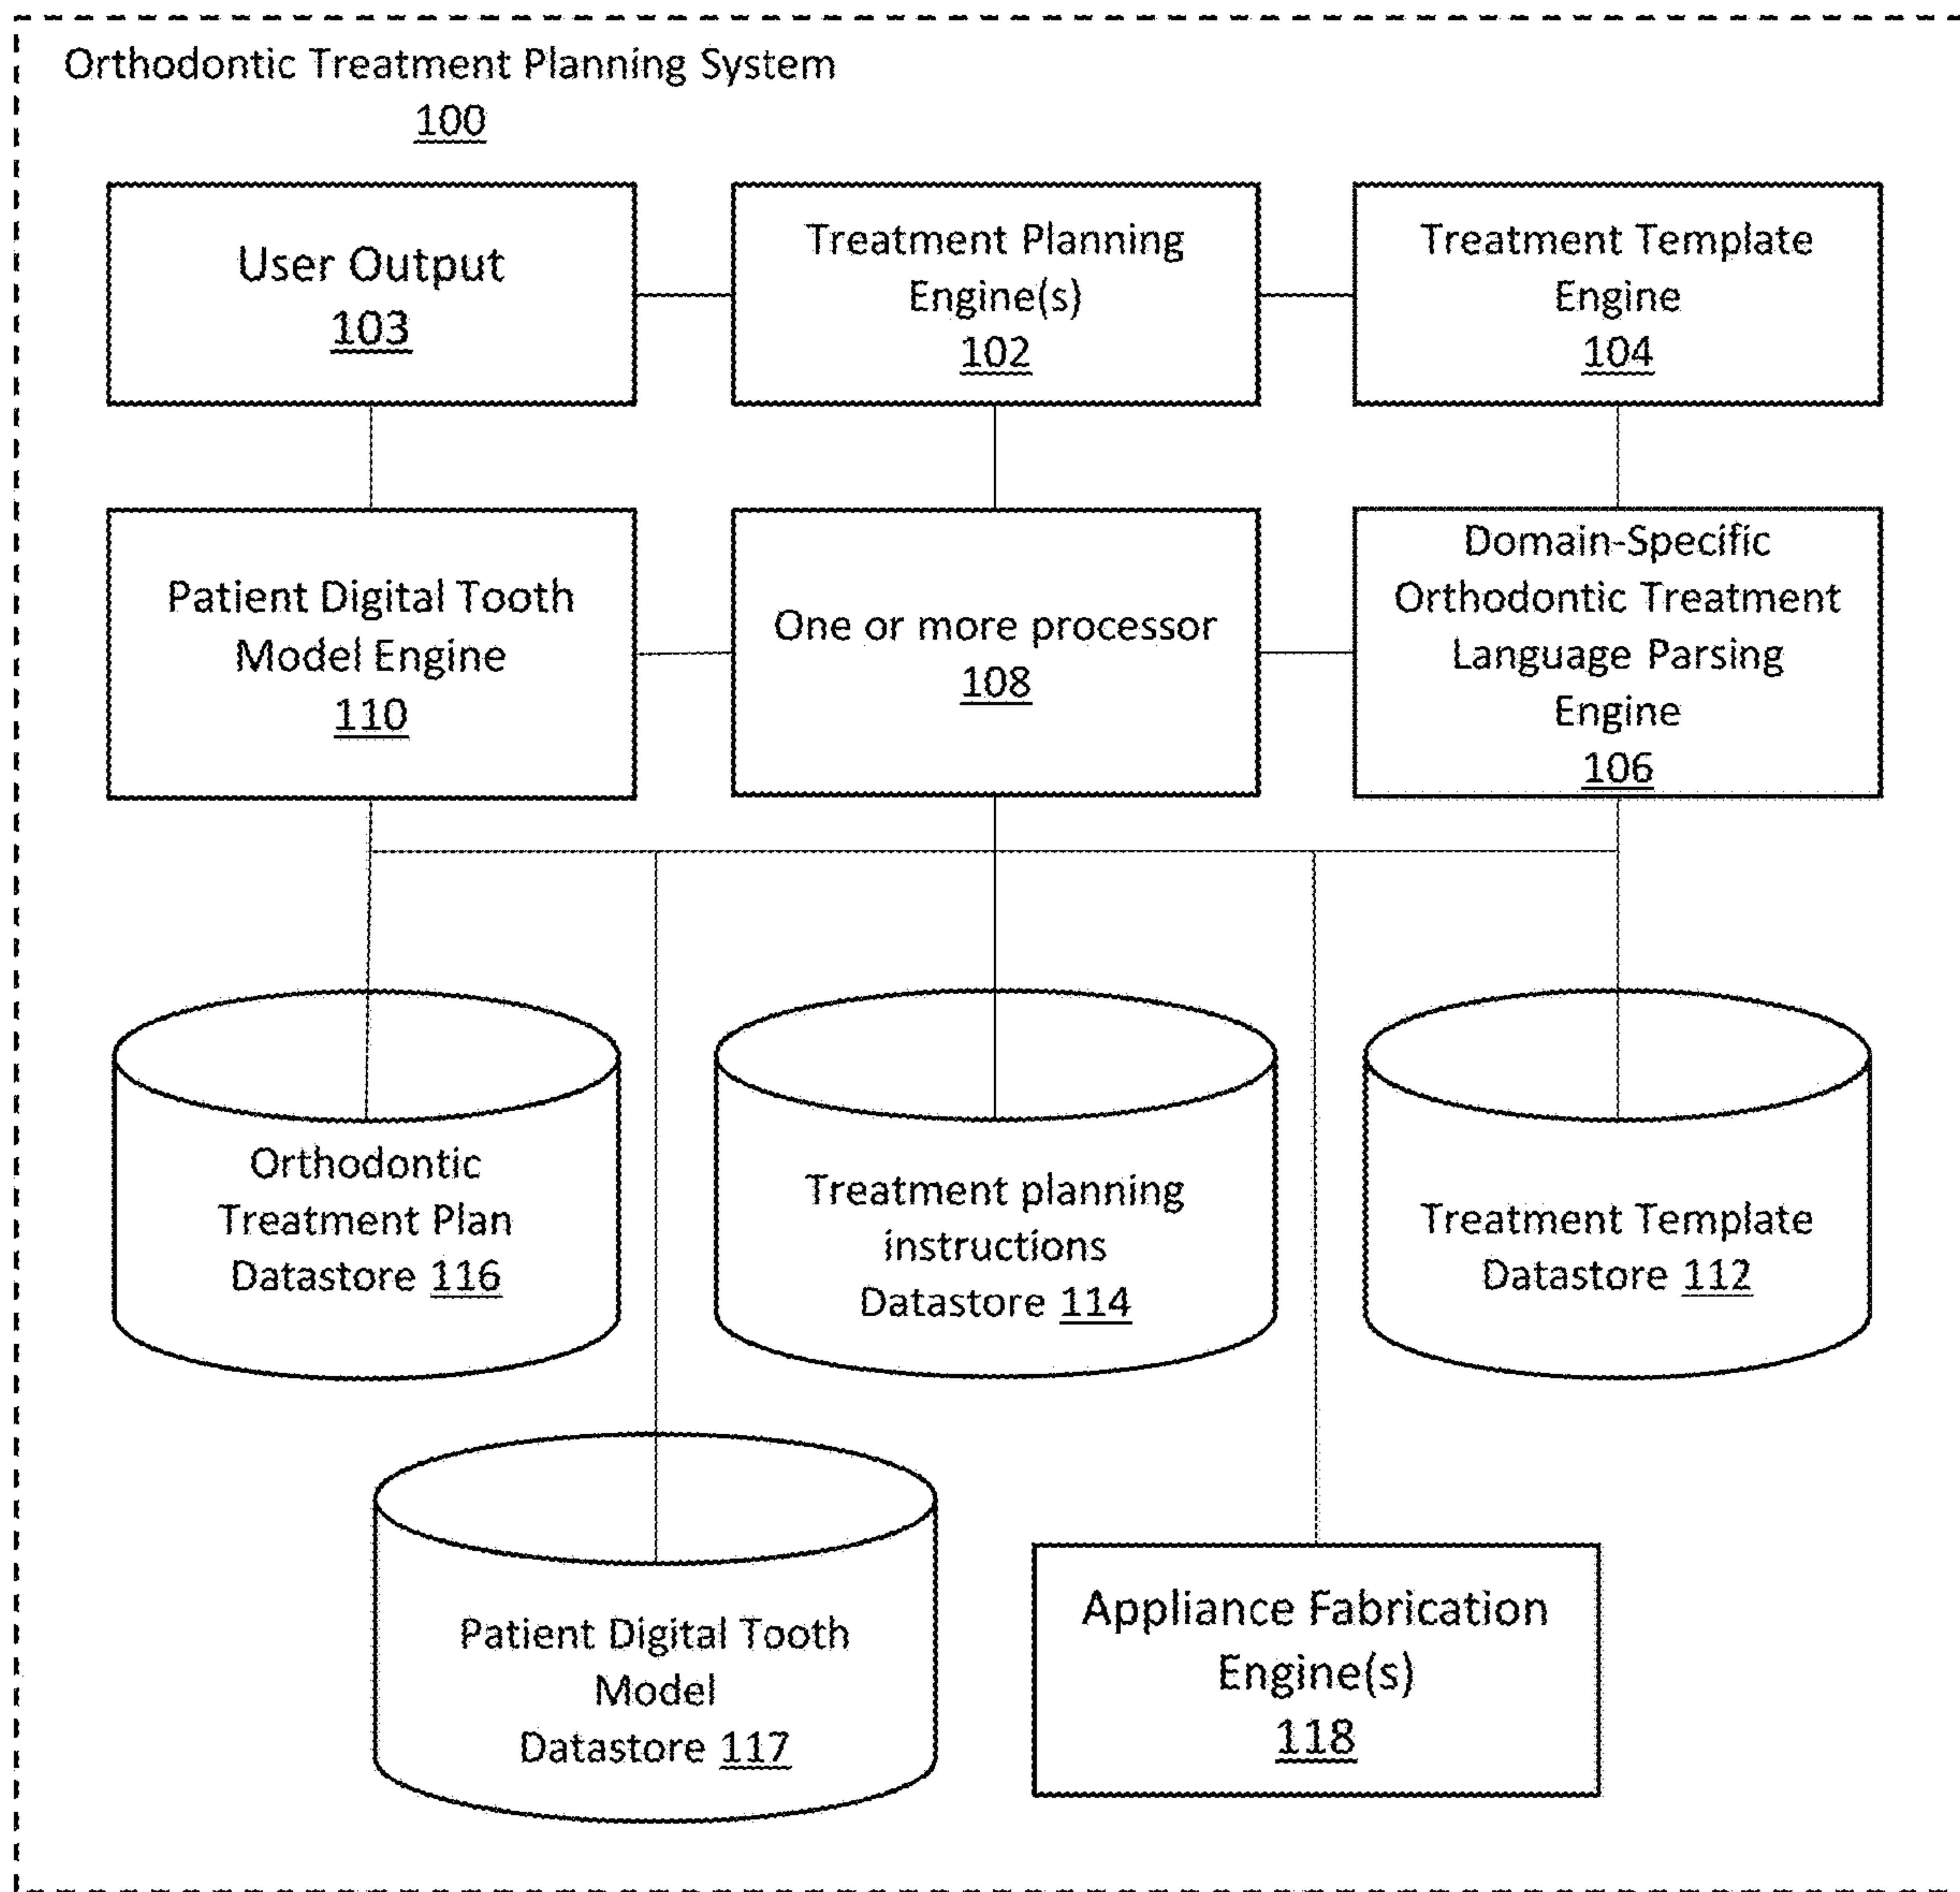 Orthodontic Treatment Planning System
100
User Output
103
Treatment Planning
Engine(s)
102
Treatment Template
Engine
104
Patient Digital Tooth
Model Engine
110
One or more processor
108
Domain-Specific
Orthodontic Treatment
Language Parsing
Engine
106
Orthodontic
Treatment Plan
Datastore 116
Treatment planning
instructions
Datastore 114
Treatment Template
Datastore 112
Patient Digital Tooth
Model
Datastore 117
Appliance Fabrication
Engine(s)
118